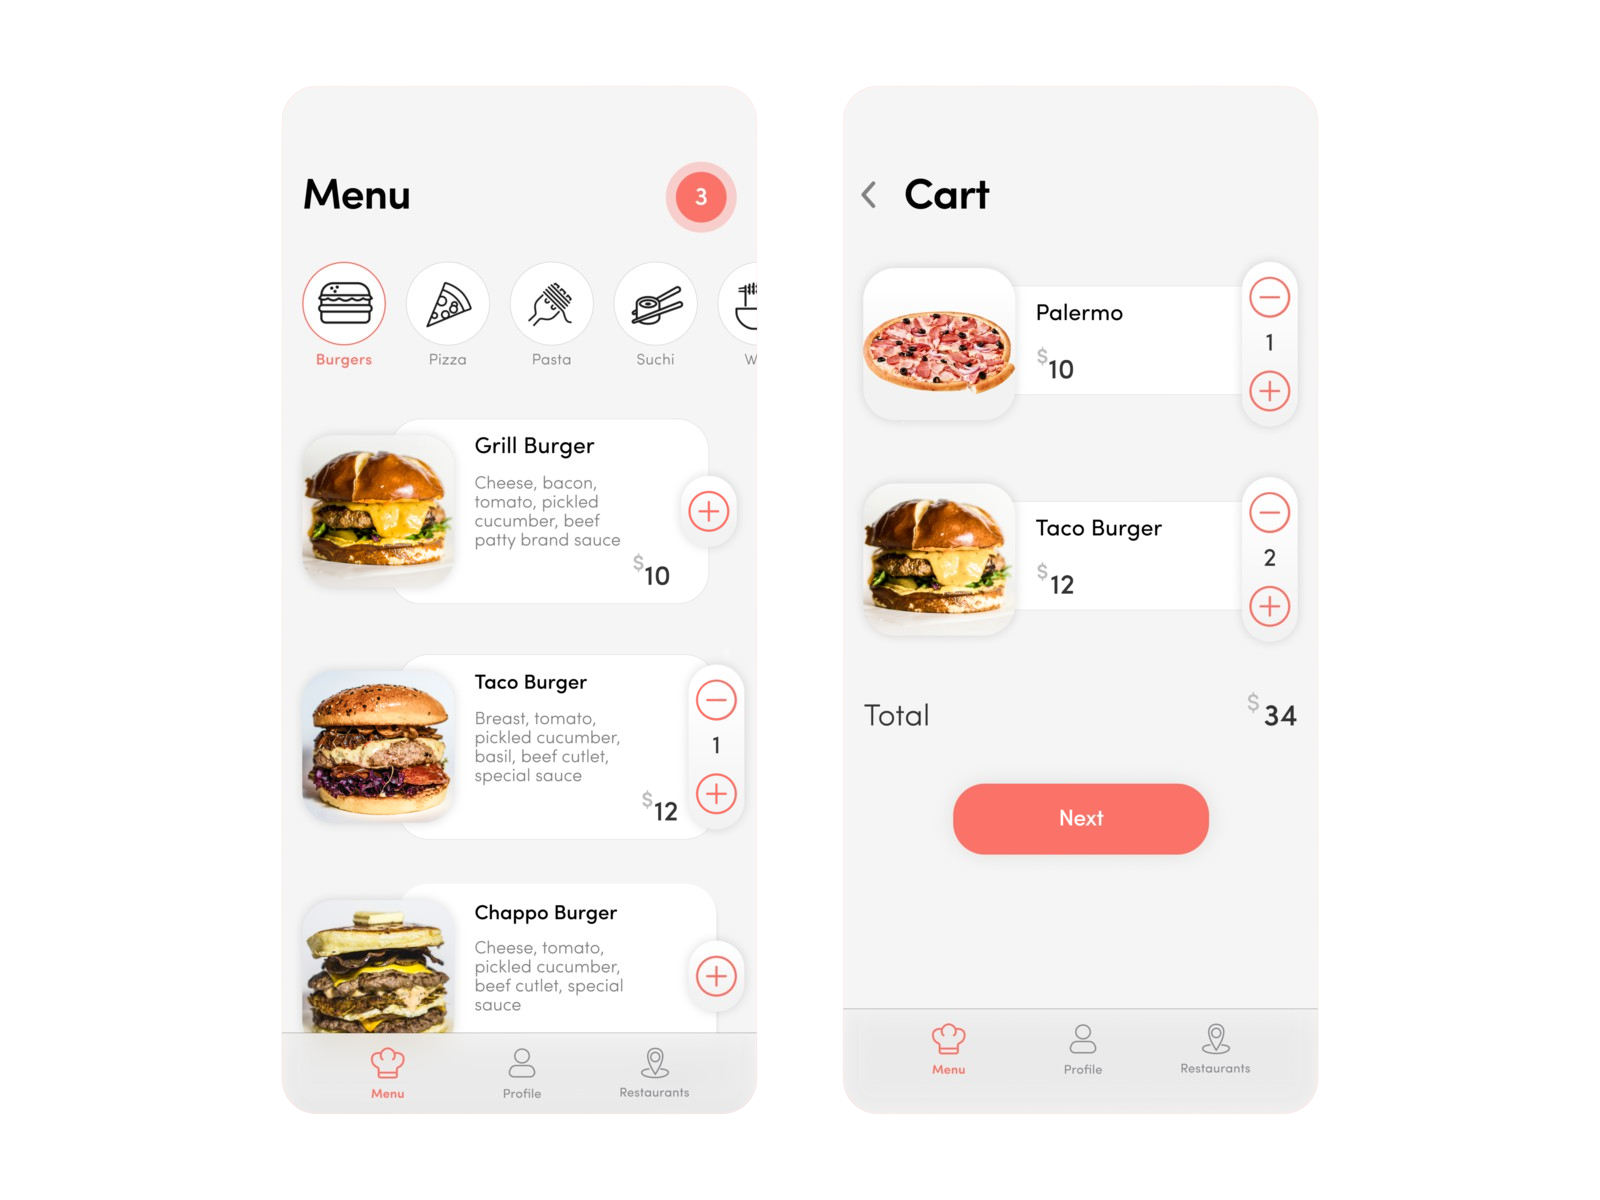 Menu
3
Burgers
Pizza
Pasta
Suchi
W
Grill Burger
Cheese, bacon,
tomato, pickled
cucumber, beef
patty brand sauce
$10
Taco Burger
Breast, tomato,
pickled cucumber,
basil, beef cutlet,
special sauce
$12
1
Chappo Burger
Cheese, tomato,
pickled cucumber,
beef cutlet, special
sauce
Menu
Profile
Restaurants
Cart
Palermo
$10
1
Taco Burger
$12
2
Total
$34
Next
Menu
Profile
Restaurants